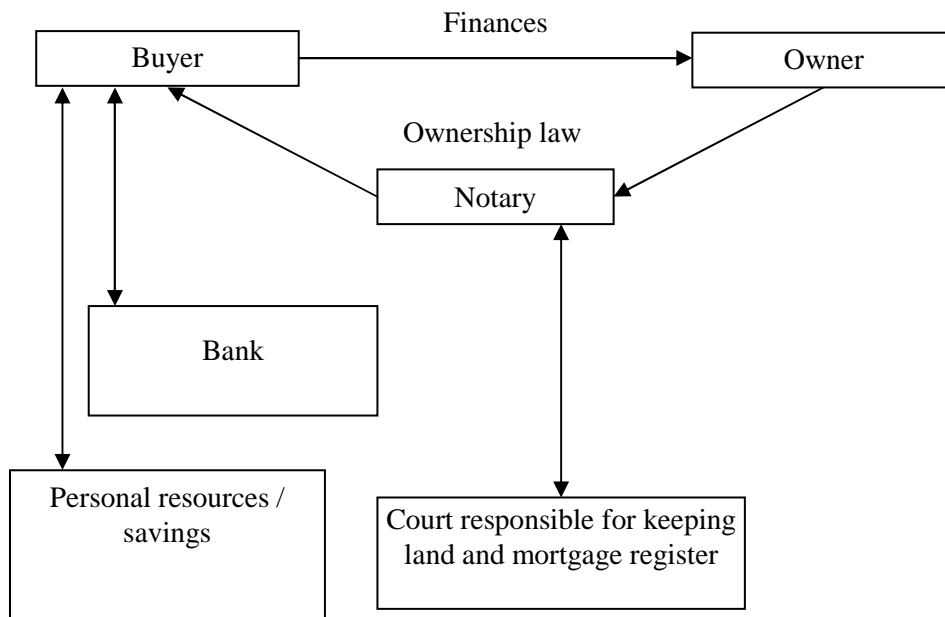 Finances
Buyer
Owner
Ownership law
Notary
Bank
Personal resources /
savings
Court responsible for keeping
land and mortgage register